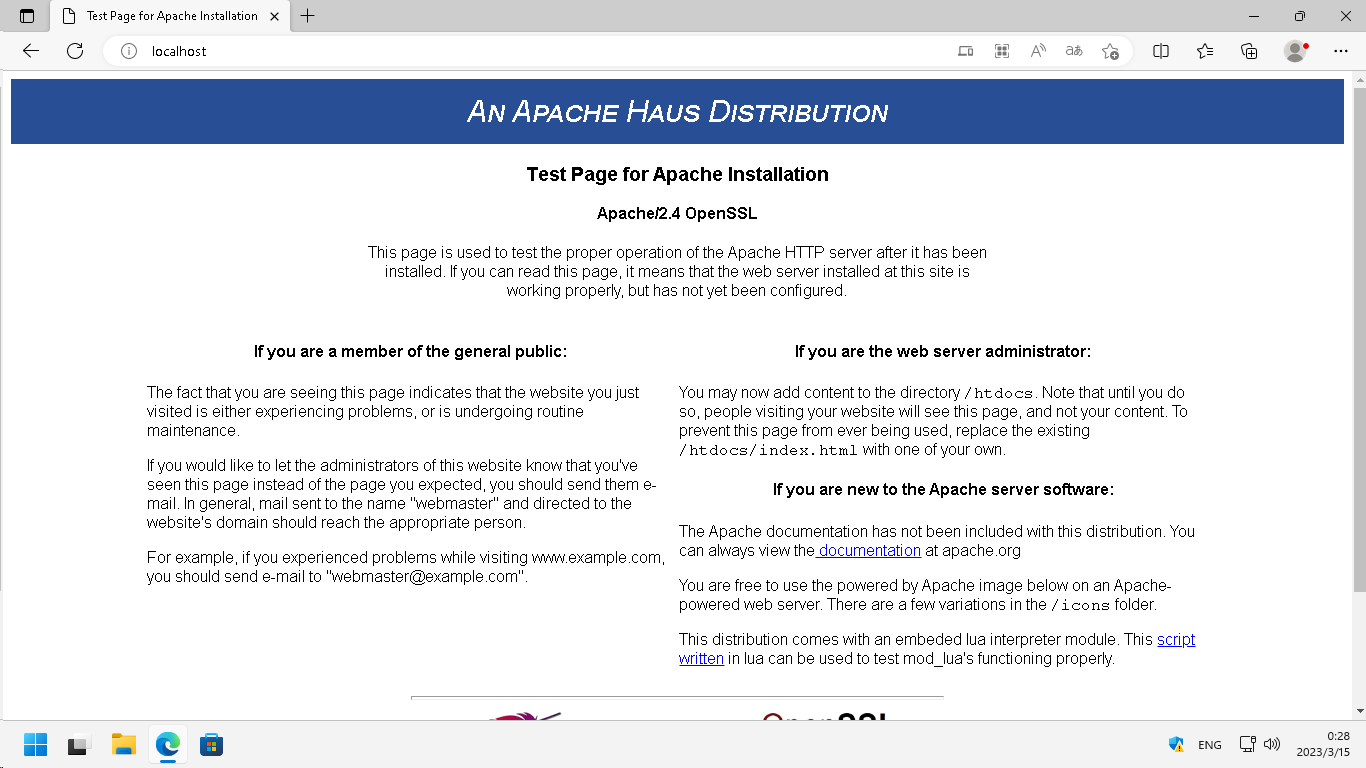 Test Page for Apache Installation
localhost
AN APACHE HAUS DISTRIBUTION
Test Page for Apache Installation
Apache/2.4 OpenSSL
This page is used to test the proper operation of the Apache HTTP server after it has been
installed. If you can read this page, it means that the web server installed at this site is
working properly, but has not yet been configured.
If you are a member of the general public:
The fact that you are seeing this page indicates that the website you just
visited is either experiencing problems, or is undergoing routine
maintenance.
If you would like to let the administrators of this website know that you've
seen this page instead of the page you expected, you should send them e-
mail. In general, mail sent to the name "webmaster" and directed to the
website's domain should reach the appropriate person.
For example, if you experienced problems while visiting www.example.com,
you should send e-mail to "webmaster@example.com".
If you are the web server administrator:
You may now add content to the directory /htdocs. Note that until you do
so, people visiting your website will see this page, and not your content. To
prevent this page from ever being used, replace the existing
/htdocs/index.html with one of your own.
If you are new to the Apache server software:
The Apache documentation has not been included with this distribution. You
can always view the documentation at apache.org
You are free to use the powered by Apache image below on an Apache-
powered web server. There are a few variations in the /icons folder.
This distribution comes with an embeded lua interpreter module. This script
written in lua can be used to test mod_lua's functioning properly.
OpenSSL
ENG
0:28
2023/3/15